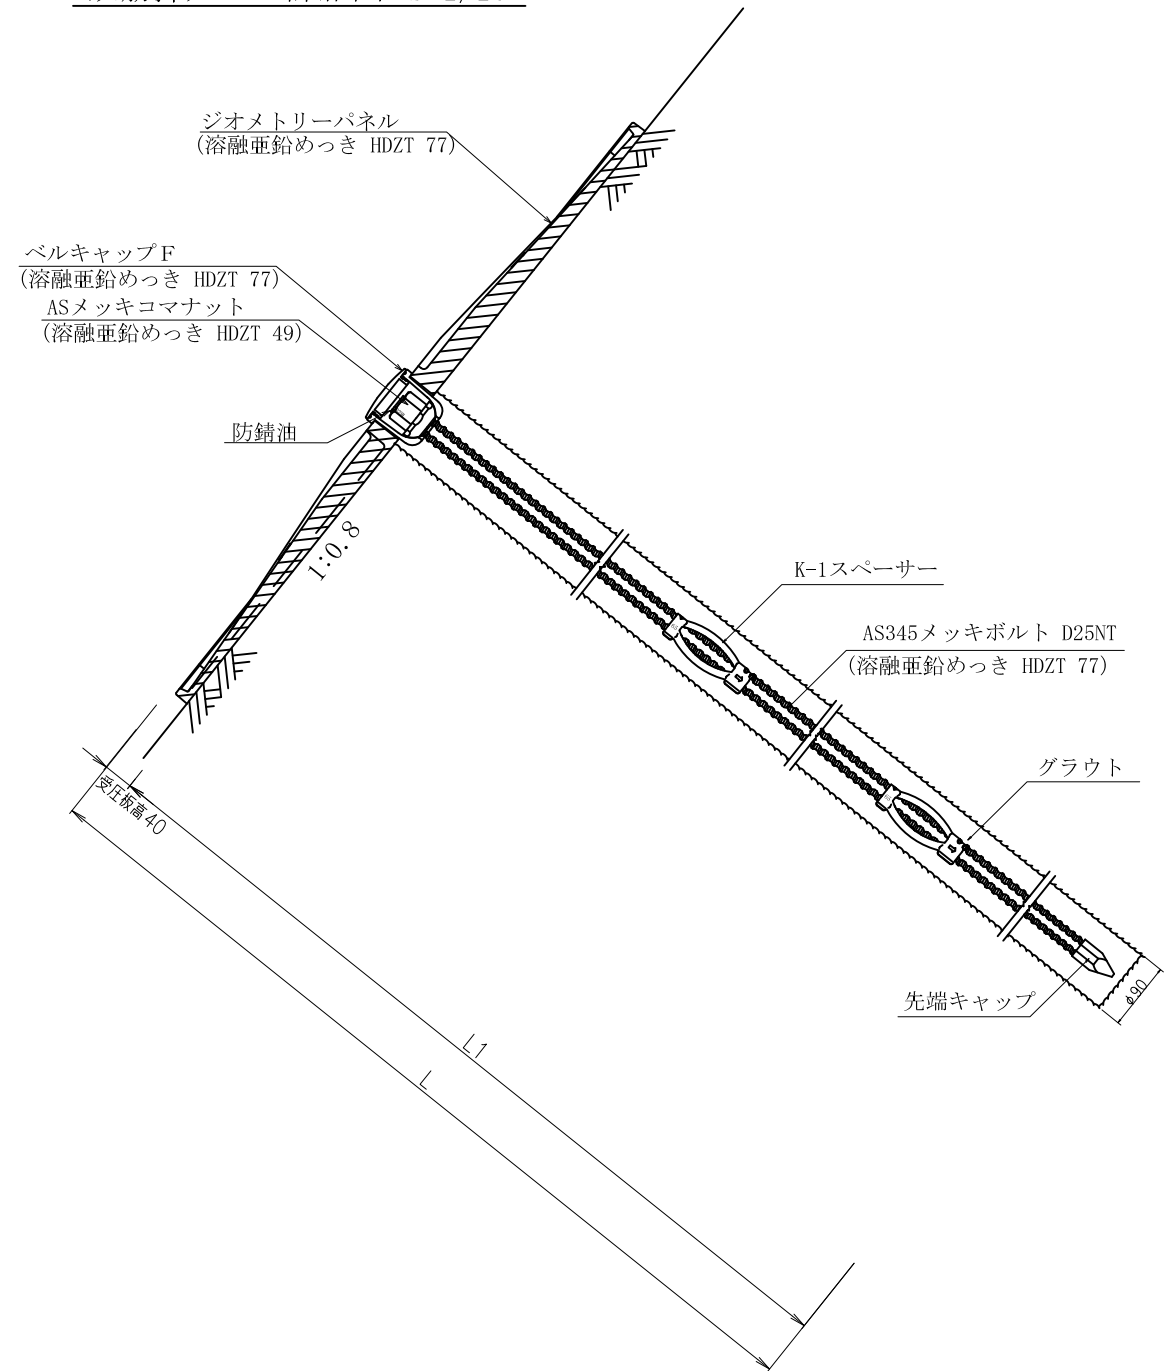 ジオメトリーパネル
(溶融亜鉛めっき HDZT 77)
ベルキャップF
(溶融亜鉛めっき HDZT 77)
ASメッキコマナット
(溶融亜鉛めっき HDZT 49)
防錆油
1:0.8
K-1スペーサー
AS345メッキボルト D25NT
(溶融亜鉛めっき HDZT 77)
グラウト
受圧板高40
先端キャップ
φ90
L1
L